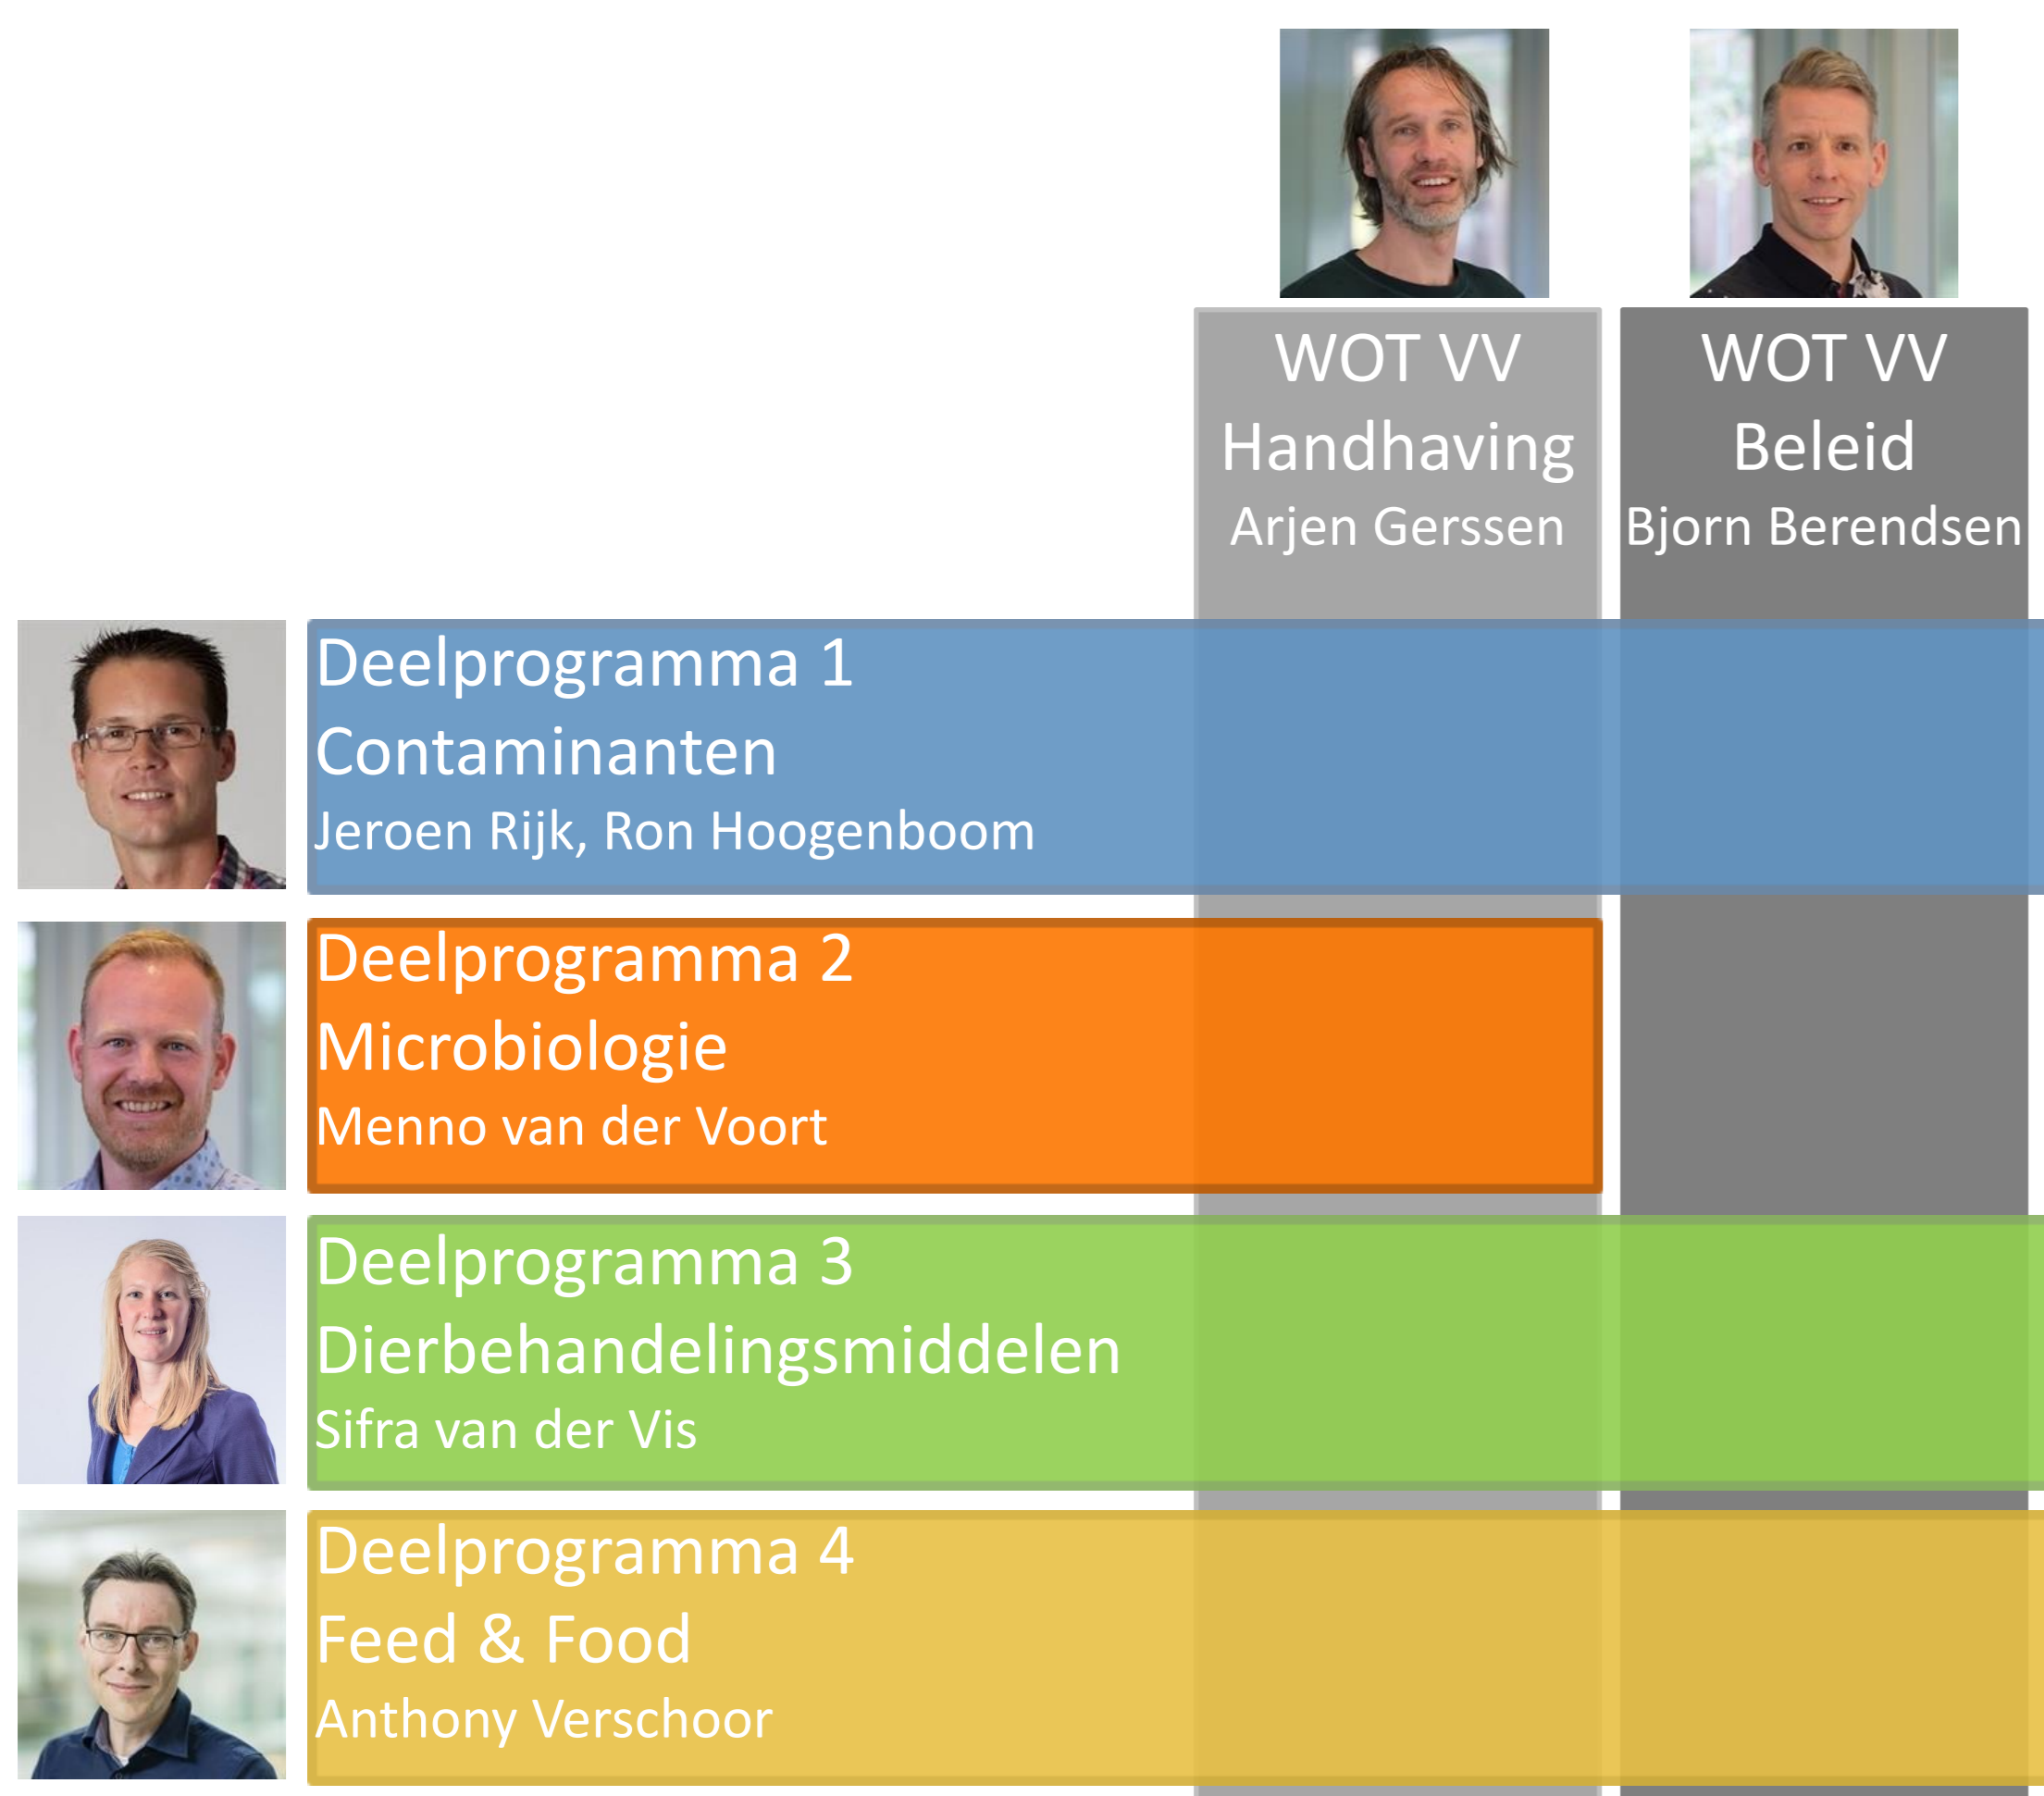 WOT VV
Handhaving
Arjen Gerssen
WOT VV
Beleid
Bjorn Berendsen
Deelprogramma 1
Contaminanten
Jeroen Rijk, Ron Hoogenboom
Deelprogramma 2
Microbiologie
Menno van der Voort
Deelprogramma 3
Dierbehandelingsmiddelen
Sifra van der Vis
Deelprogramma 4
Feed & Food
Anthony Verschoor